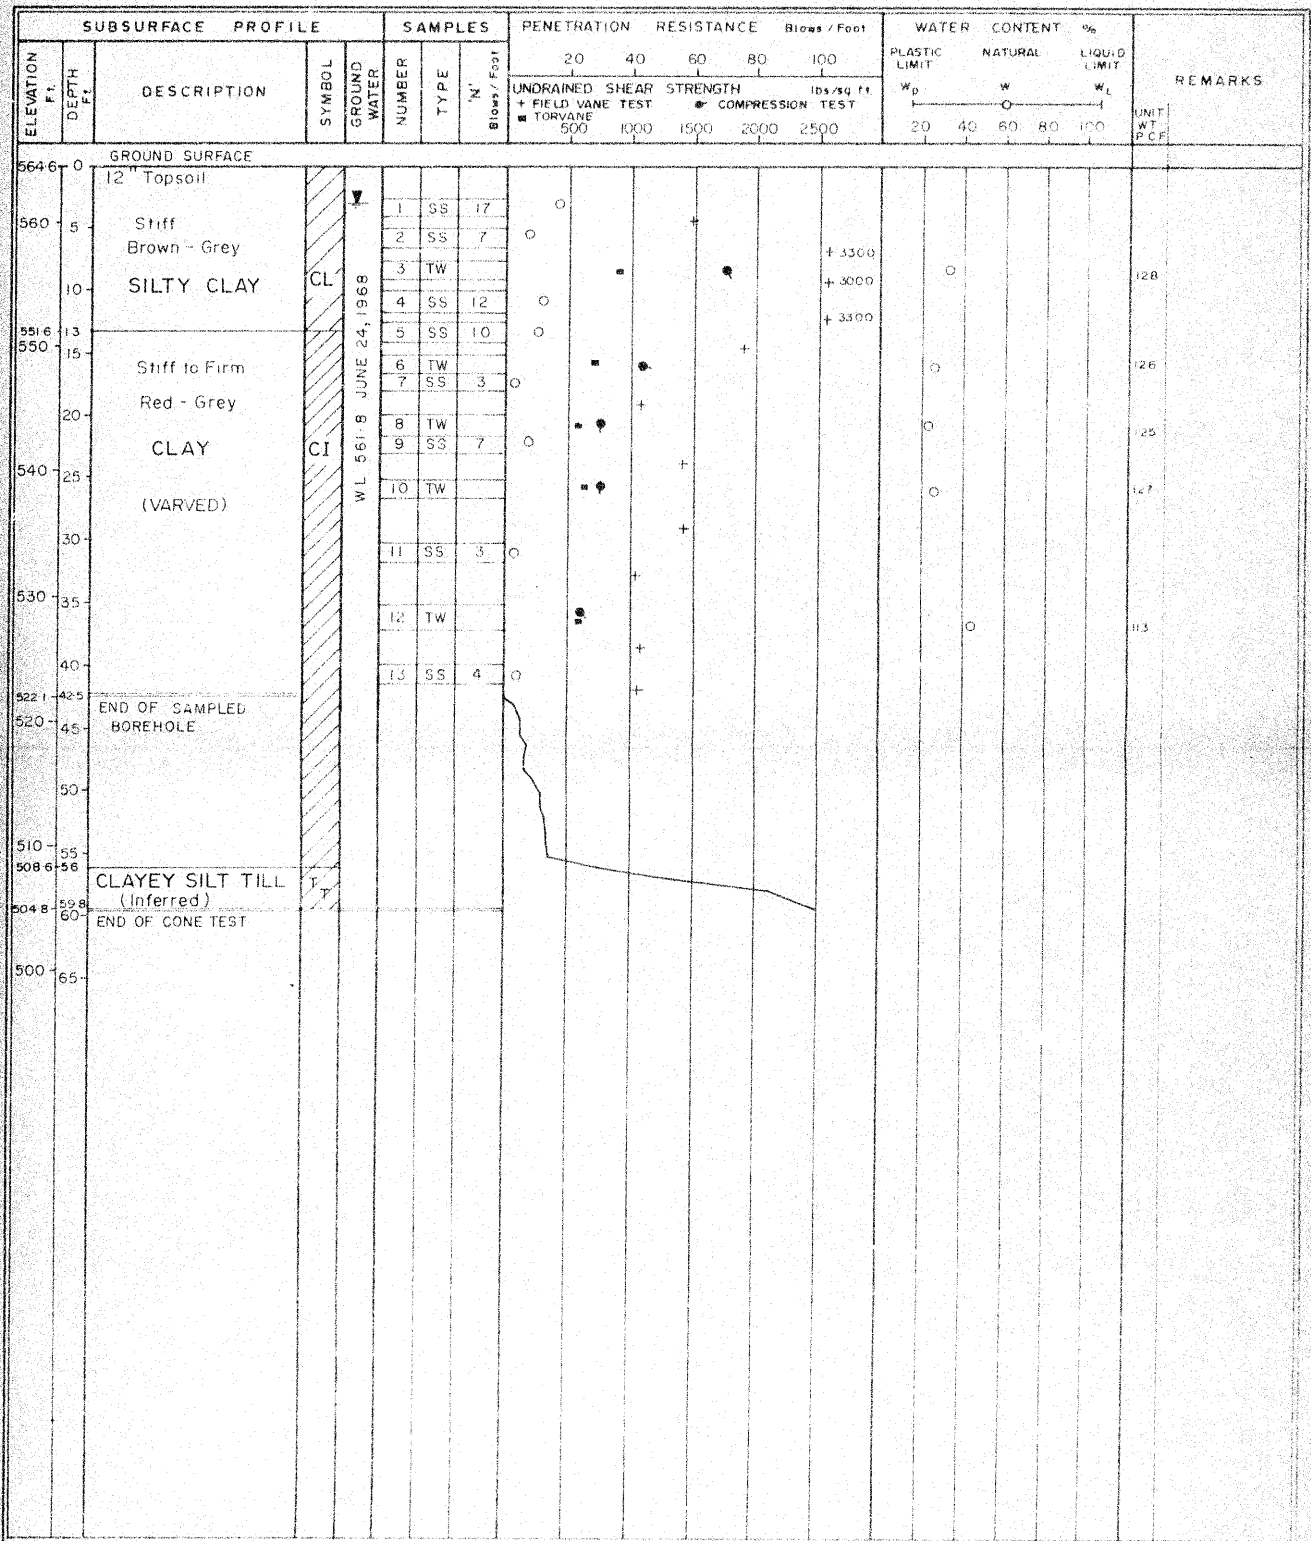 SUBSURFACE PROFILE SAMPLES PENETRATION RESISTANCE Blows / Foot WATER CONTENT %
20 40 60 80 100
PLASTIC LIMIT NATURAL LIQUID LIMIT
REMARKS
ELEVATION Ft. DEPTH Ft. DESCRIPTION SYMBOL GROUND WATER NUMBER TYPE 'N' Blows / Foot
UNDRAINED SHEAR STRENGTH lbs/sq. ft.
+ FIELD VANE TEST COMPRESSION TEST
TORVANE
500 1000 1500 2000 2500
Wp W WL
20 40 60 80 100
UNIT WT. P.C.F.
GROUND SURFACE
564.6 0
12" Topsoil
1 SS 17
560 5 Stiff
2 SS 7
Brown - Grey
+ 3300
3 TW 128
SILTY CLAY CL + 3000
10
4 SS 12
+ 3300
551.6 13
5 SS 10
550 15
Stiff to Firm
6 TW 126
7 SS 3
Red - Grey
20
8 TW 125
CLAY CI
9 SS 7
540 25
10 TW 127
(VARVED)
W L 561.8 JUNE 24, 1968
30
11 SS 3
530 35
12 TW 113
40
13 SS 4
522.1 42.5
END OF SAMPLED
520 45 BOREHOLE
50
510 55
508.6 56
CLAYEY SILT TILL T T
(Inferred)
504.8 59.8
60 END OF CONE TEST
500 65